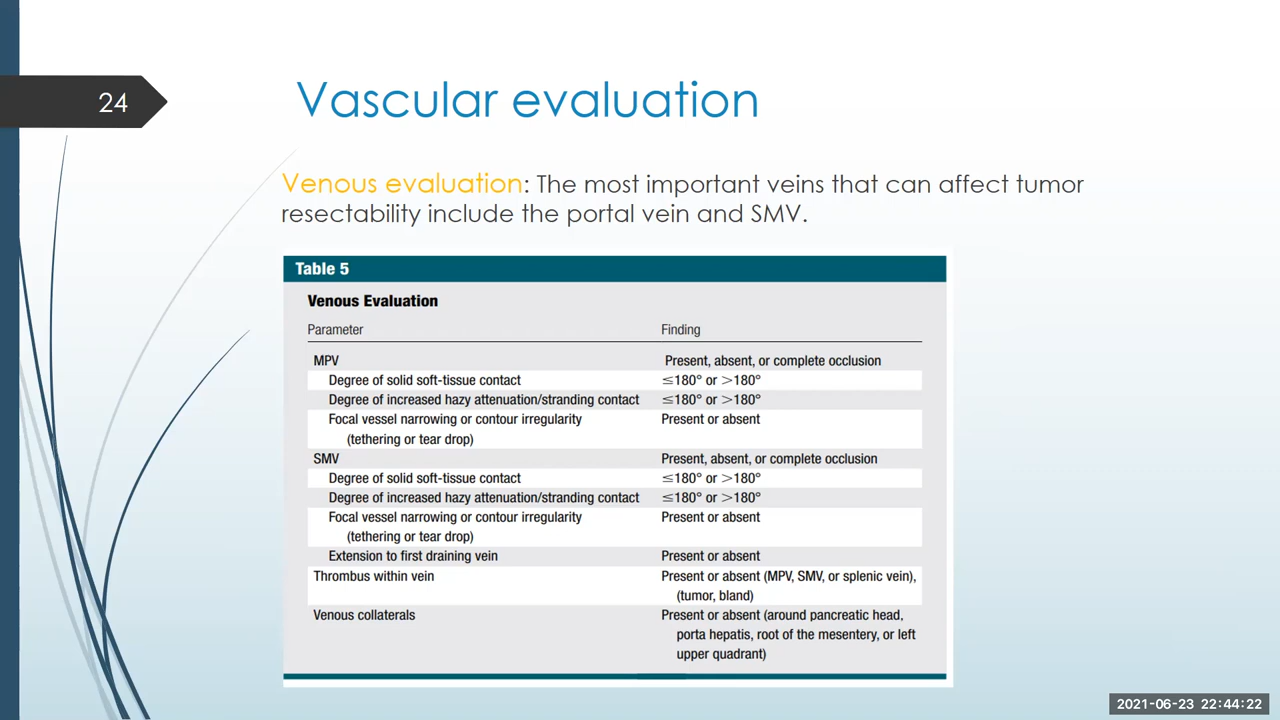 24
Vascular evaluation
Venous evaluation: The most important veins that can affect tumor
resectability include the portal vein and SMV.
Table 5
Venous Evaluation
Parameter Finding
MPV Present, absent, or complete occlusion
Degree of solid soft-tissue contact ≤180° or >180°
Degree of increased hazy attenuation/stranding contact ≤180° or >180°
Focal vessel narrowing or contour irregularity Present or absent
(tethering or tear drop)
SMV Present, absent, or complete occlusion
Degree of solid soft-tissue contact ≤180° or >180°
Degree of increased hazy attenuation/stranding contact ≤180° or >180°
Focal vessel narrowing or contour irregularity Present or absent
(tethering or tear drop)
Extension to first draining vein Present or absent
Thrombus within vein Present or absent (MPV, SMV, or splenic vein),
(tumor, bland)
Venous collaterals Present or absent (around pancreatic head,
porta hepatis, root of the mesentery, or left
upper quadrant)
2021-06-23 22:44:22